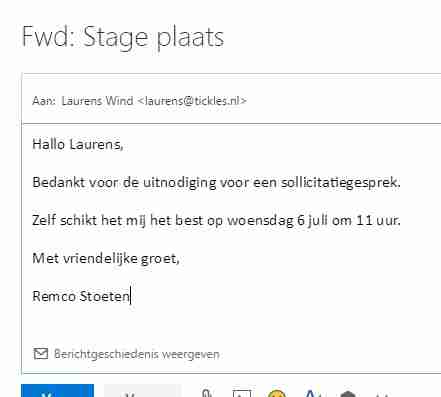 Fwd: Stage plaats
Aan: Laurens Wind <laurens@tickles.nl>
Hallo Laurens,
Bedankt voor de uitnodiging voor een sollicitatiegesprek.
Zelf schikt het mij het best op woensdag 6 juli om 11 uur.
Met vriendelijke groet,
Remco Stoeten
Berichtgeschiedenis weergeven